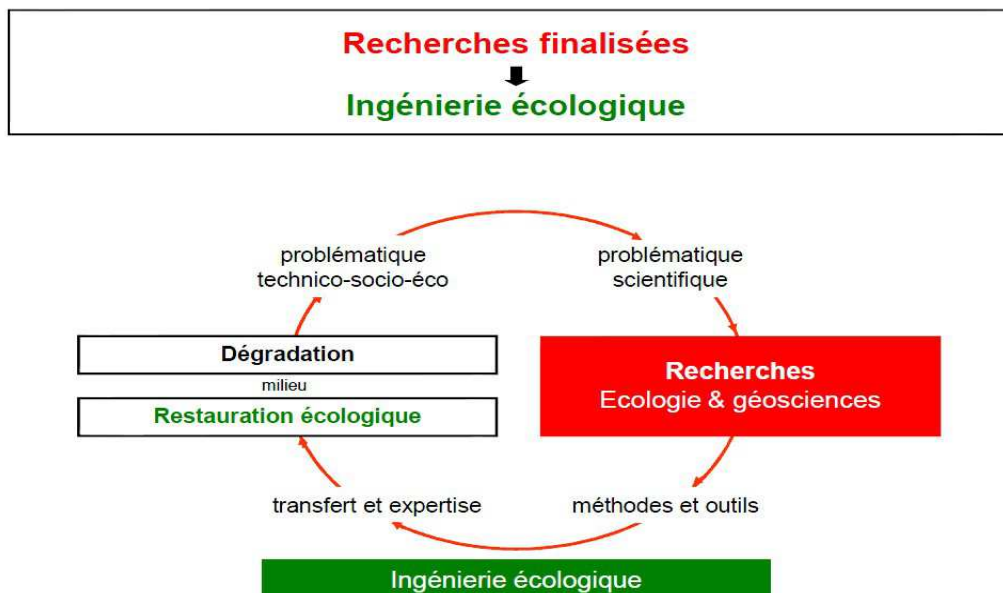 Recherches finalisées
Ingénierie écologique
problématique
technico-socio-éco
problématique
scientifique
Dégradation
milieu
Restauration écologique
Recherches
Ecologie & géosciences
transfert et expertise
méthodes et outils
Ingénierie écologique